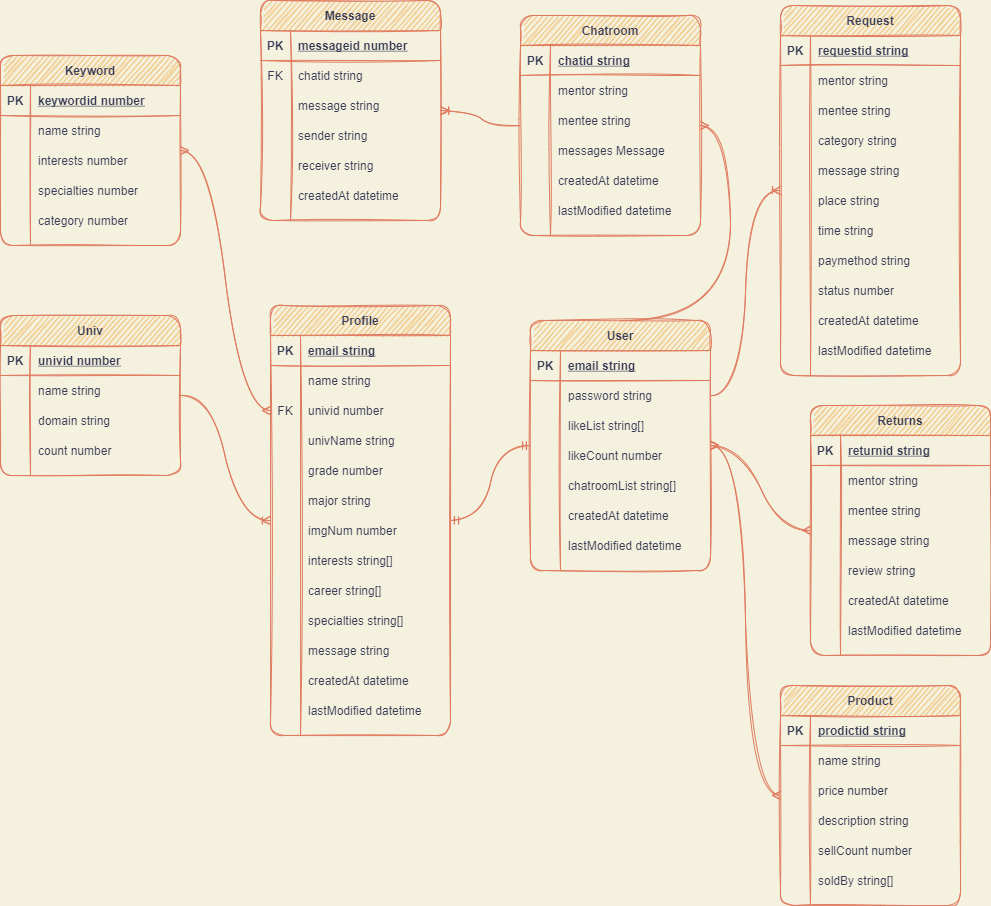 Message
PK messageid number
FK chatid string
message string
sender string
receiver string
createdAt datetime
Chatroom
PK chatid string
mentor string
mentee string
messages Message
createdAt datetime
lastModified datetime
Request
PK requestid string
mentor string
mentee string
category string
message string
place string
time string
paymethod string
status number
createdAt datetime
lastModified datetime
Keyword
PK keywordid number
name string
interests number
specialties number
category number
Univ
PK univid number
name string
domain string
count number
Profile
PK email string
name string
FK univid number
univName string
grade number
major string
imgNum number
interests string[]
career string[]
specialties string[]
message string
createdAt datetime
lastModified datetime
User
PK email string
password string
likeList string[]
likeCount number
chatroomList string[]
createdAt datetime
lastModified datetime
Returns
PK returnid string
mentor string
mentee string
message string
review string
createdAt datetime
lastModified datetime
Product
PK prodictid string
name string
price number
description string
sellCount number
soldBy string[]